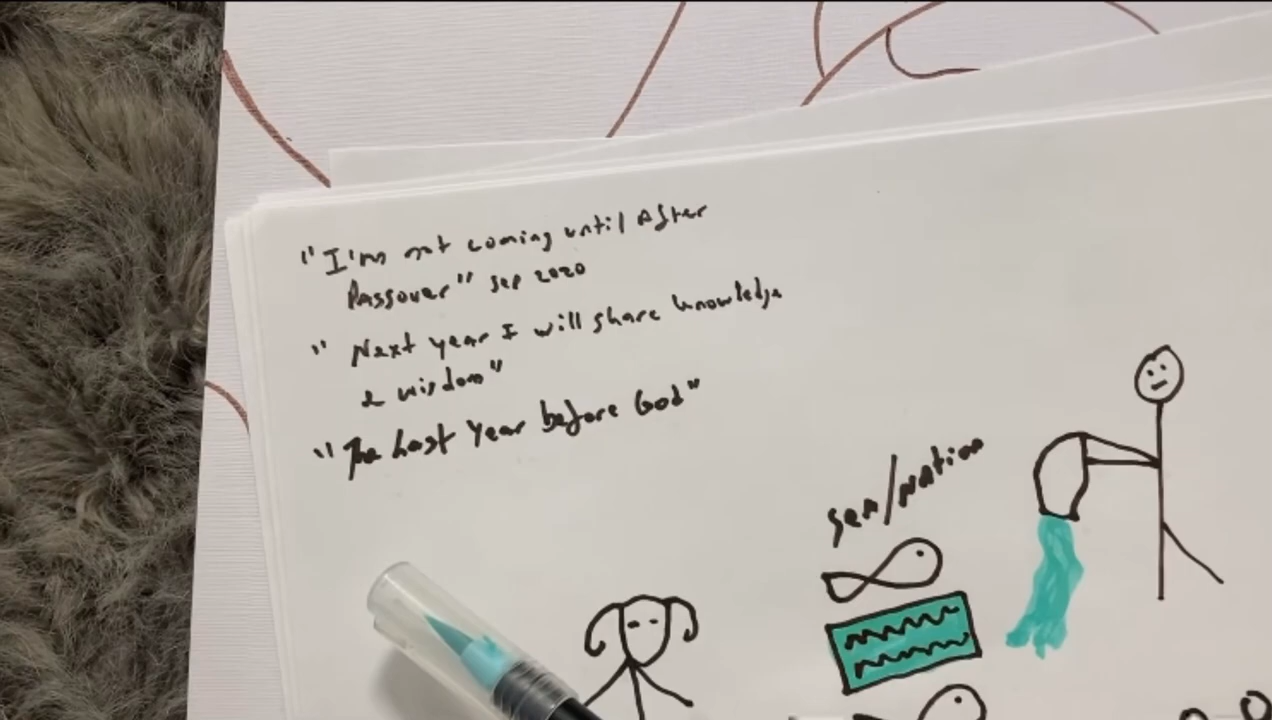 "I'm not coming until After
Passover" Sep 2020
"Next year I will share knowledge
& wisdom"
"The Last Year before God"
sea/nation